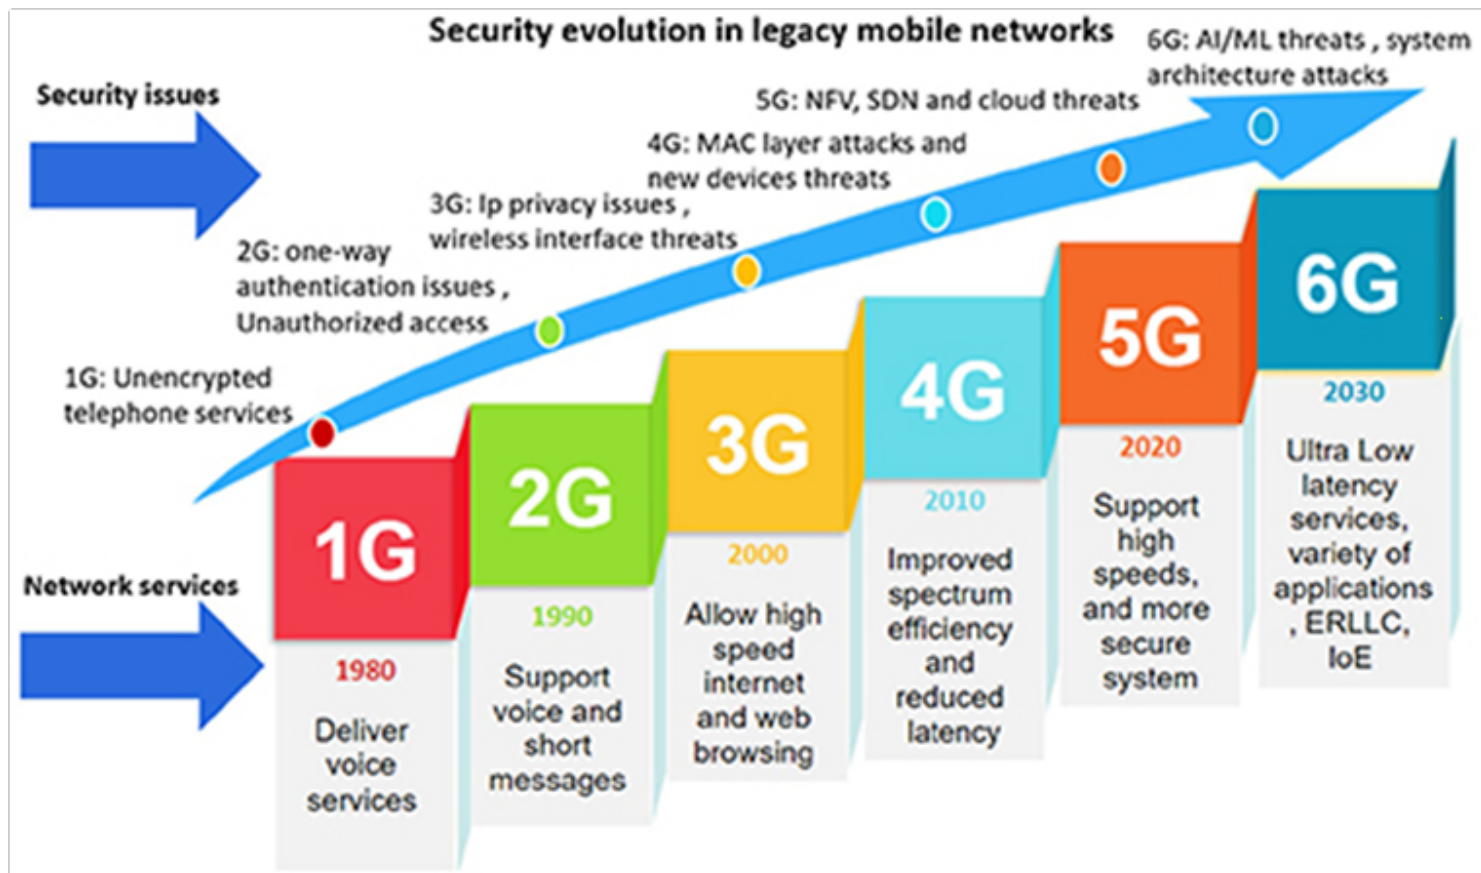 Security evolution in legacy mobile networks
Security issues
6G: AI/ML threats , system
architecture attacks
5G: NFV, SDN and cloud threats
4G: MAC layer attacks and
new devices threats
3G: Ip privacy issues ,
wireless interface threats
2G: one-way
authentication issues ,
Unauthorized access
1G: Unencrypted
telephone services
Network services
1G
1980
Deliver
voice
services
2G
1990
Support
voice and
short
messages
3G
2000
Allow high
speed
internet
and web
browsing
4G
2010
Improved
spectrum
efficiency
and
reduced
latency
5G
2020
Support
high
speeds,
and more
secure
system
6G
2030
Ultra Low
latency
services,
variety of
applications
, ERLLC,
IoE